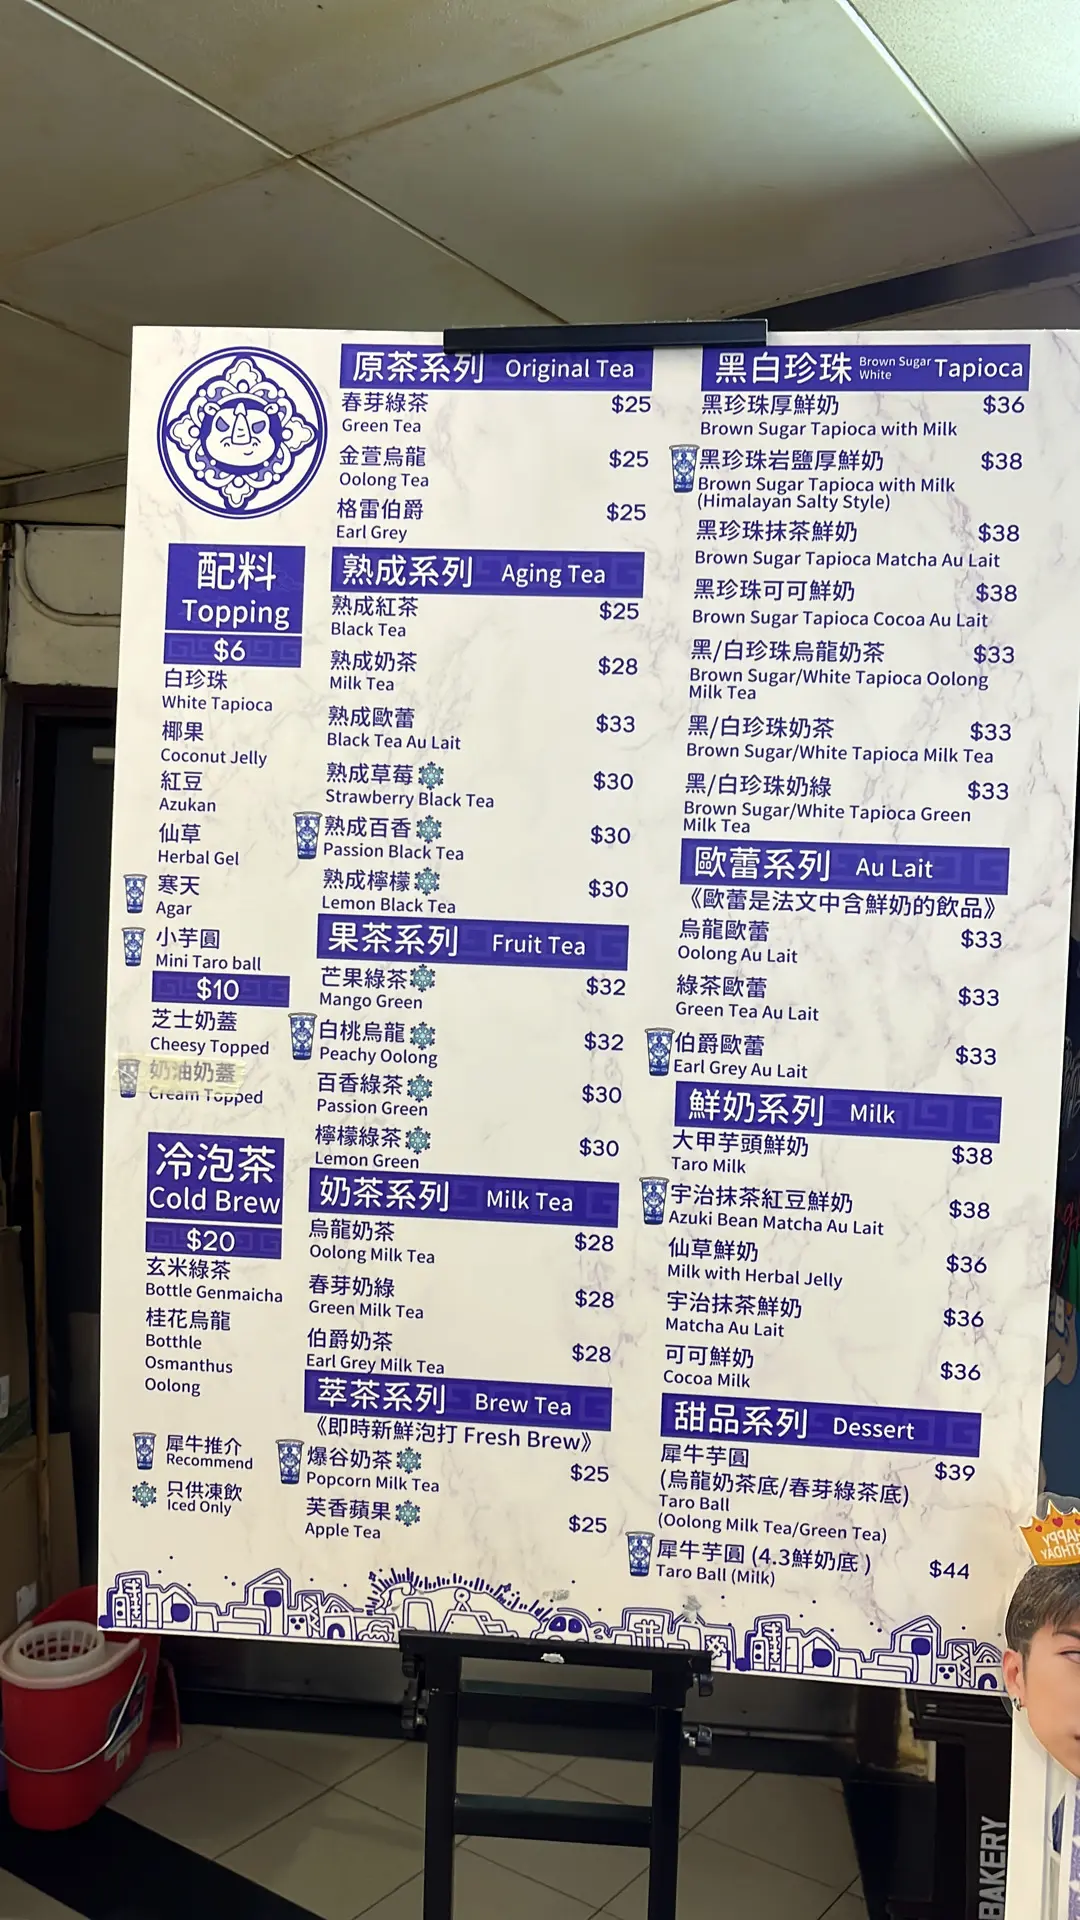 配料
Topping
$6
白珍珠
White Tapioca
椰果
Coconut Jelly
紅豆
Azukan
仙草
Herbal Gel
寒天
Agar
小芋圓
Mini Taro ball
$10
芝士奶蓋
Cheesy Topped
奶油奶蓋
Cream Topped
冷泡茶
Cold Brew
$20
玄米綠茶
Bottle Genmaicha
桂花烏龍
Botthle
Osmanthus
Oolong
犀牛推介
Recommend
只供凍飲
Iced Only
原茶系列 Original Tea
春芽綠茶 $25
Green Tea
金萱烏龍 $25
Oolong Tea
格雷伯爵 $25
Earl Grey
熟成系列 Aging Tea
熟成紅茶 $25
Black Tea
熟成奶茶 $28
Milk Tea
熟成歐蕾 $33
Black Tea Au Lait
熟成草莓 $30
Strawberry Black Tea
熟成百香 $30
Passion Black Tea
熟成檸檬 $30
Lemon Black Tea
果茶系列 Fruit Tea
芒果綠茶 $32
Mango Green
白桃烏龍 $32
Peachy Oolong
百香綠茶 $30
Passion Green
檸檬綠茶 $30
Lemon Green
奶茶系列 Milk Tea
烏龍奶茶 $28
Oolong Milk Tea
春芽奶綠 $28
Green Milk Tea
伯爵奶茶 $28
Earl Grey Milk Tea
萃茶系列 Brew Tea
《即時新鮮泡打 Fresh Brew》
爆谷奶茶 $25
Popcorn Milk Tea
芙香蘋果 $25
Apple Tea
黑白珍珠 Brown Sugar White Tapioca
黑珍珠厚鮮奶 $36
Brown Sugar Tapioca with Milk
黑珍珠岩鹽厚鮮奶 $38
Brown Sugar Tapioca with Milk
(Himalayan Salty Style)
黑珍珠抹茶鮮奶 $38
Brown Sugar Tapioca Matcha Au Lait
黑珍珠可可鮮奶 $38
Brown Sugar Tapioca Cocoa Au Lait
黑/白珍珠烏龍奶茶 $33
Brown Sugar/White Tapioca Oolong
Milk Tea
黑/白珍珠奶茶 $33
Brown Sugar/White Tapioca Milk Tea
黑/白珍珠奶綠 $33
Brown Sugar/White Tapioca Green
Milk Tea
歐蕾系列 Au Lait
《歐蕾是法文中含鮮奶的飲品》
烏龍歐蕾 $33
Oolong Au Lait
綠茶歐蕾 $33
Green Tea Au Lait
伯爵歐蕾 $33
Earl Grey Au Lait
鮮奶系列 Milk
大甲芋頭鮮奶 $38
Taro Milk
宇治抹茶紅豆鮮奶 $38
Azuki Bean Matcha Au Lait
仙草鮮奶 $36
Milk with Herbal Jelly
宇治抹茶鮮奶 $36
Matcha Au Lait
可可鮮奶 $36
Cocoa Milk
甜品系列 Dessert
犀牛芋圓 $39
(烏龍奶茶底/春芽綠茶底)
Taro Ball
(Oolong Milk Tea/Green Tea)
犀牛芋圓 (4.3鮮奶底 ) $44
Taro Ball (Milk)
BAKERY